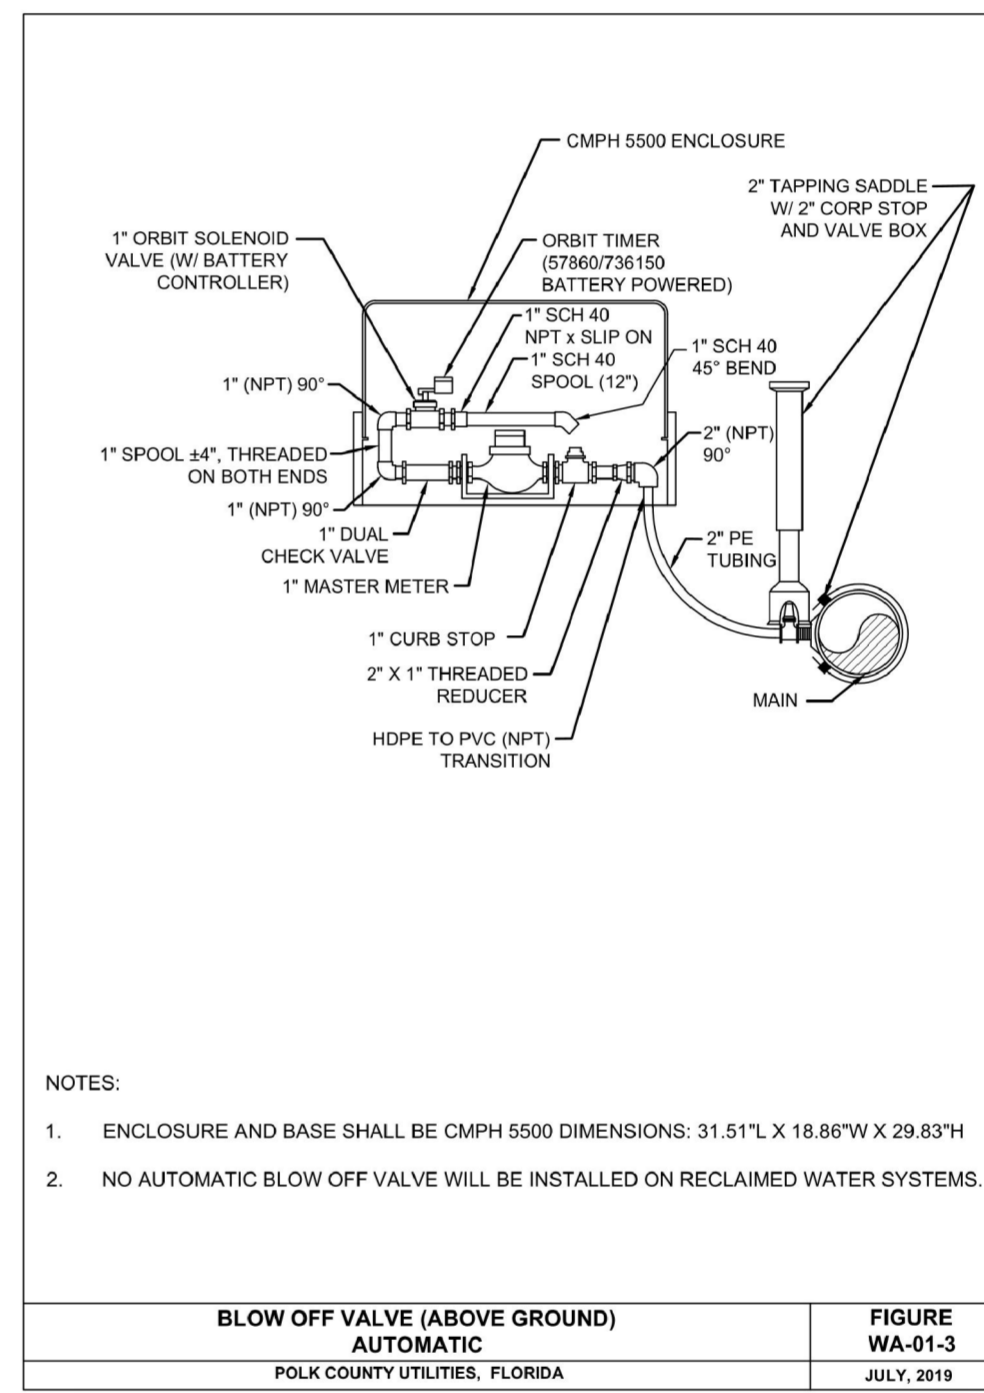 CMPH 5500 ENCLOSURE
2" TAPPING SADDLE
W/ 2" CORP STOP
AND VALVE BOX
1" ORBIT SOLENOID
VALVE (W/ BATTERY
CONTROLLER)
ORBIT TIMER
(57860/736150
BATTERY POWERED)
1" SCH 40
NPT x SLIP ON
1" SCH 40
SPOOL (12")
1" SCH 40
45° BEND
1" (NPT) 90°
2" (NPT)
90°
1" SPOOL ±4", THREADED
ON BOTH ENDS
1" (NPT) 90°
1" DUAL
CHECK VALVE
2" PE
TUBING
1" MASTER METER
1" CURB STOP
2" X 1" THREADED
REDUCER
MAIN
HDPE TO PVC (NPT)
TRANSITION
NOTES:
1. ENCLOSURE AND BASE SHALL BE CMPH 5500 DIMENSIONS: 31.51"L X 18.86"W X 29.83"H
2. NO AUTOMATIC BLOW OFF VALVE WILL BE INSTALLED ON RECLAIMED WATER SYSTEMS.
BLOW OFF VALVE (ABOVE GROUND)
AUTOMATIC
FIGURE
WA-01-3
POLK COUNTY UTILITIES, FLORIDA
JULY, 2019